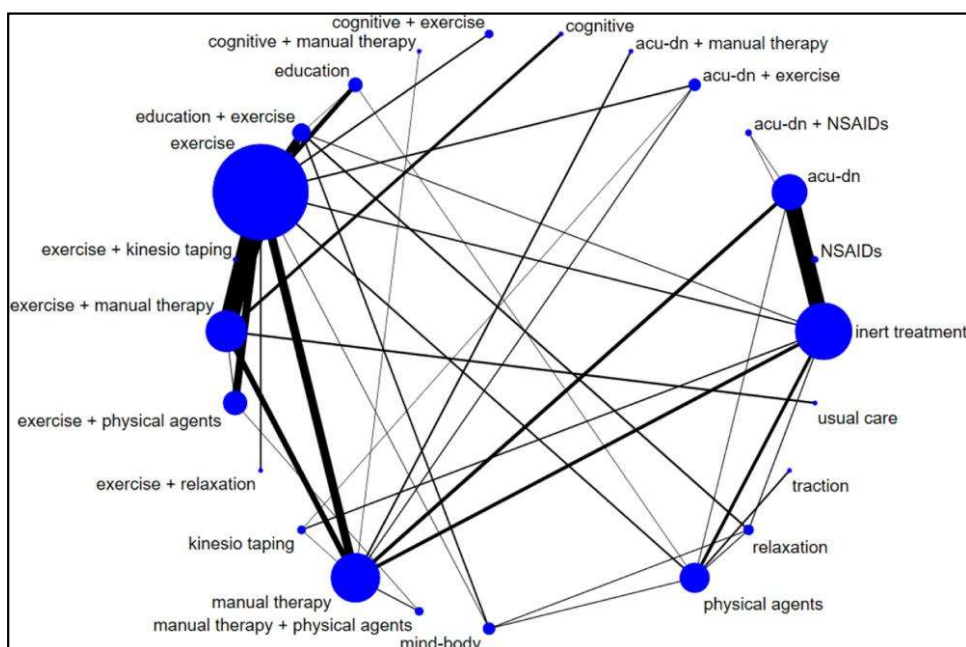 cognitive + exercise
cognitive
cognitive + manual therapy
acu-dn + manual therapy
education
acu-dn + exercise
education + exercise
acu-dn + NSAIDs
exercise
acu-dn
exercise + kinesio taping
NSAIDs
exercise + manual therapy
inert treatment
exercise + physical agents
usual care
exercise + relaxation
traction
kinesio taping
relaxation
manual therapy
physical agents
manual therapy + physical agents
mind-body